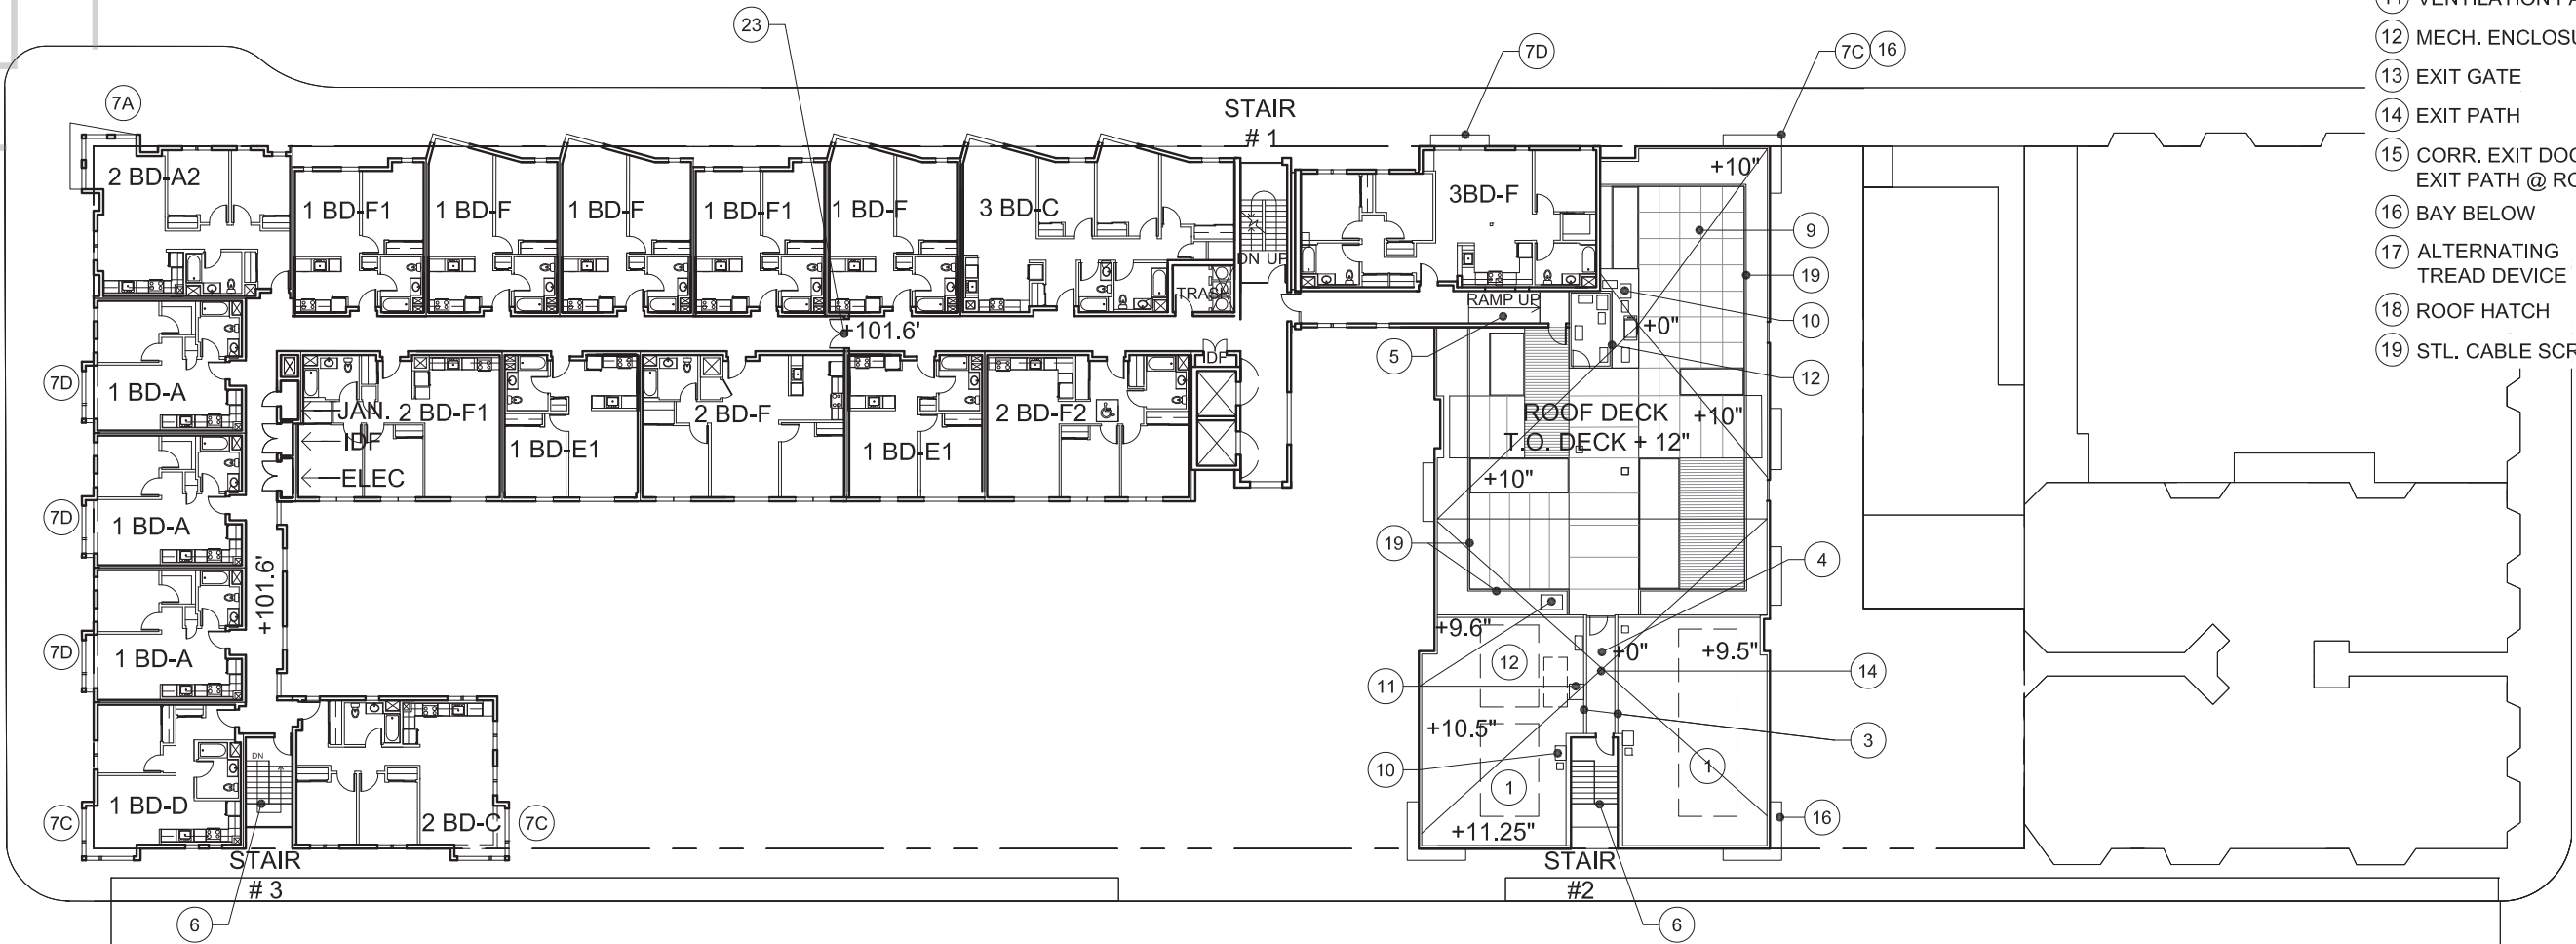 23
7D
7C
16
7A
STAIR
# 1
12 MECH. ENCLOSU
13 EXIT GATE
14 EXIT PATH
15 CORR. EXIT DOO
EXIT PATH @ RO
16 BAY BELOW
17 ALTERNATING
TREAD DEVICE
18 ROOF HATCH
19 STL. CABLE SCR
2 BD-A2
1 BD-F1
1 BD-F
1 BD-F
1 BD-F1
1 BD-F
3 BD-C
3BD-F
+10"
9
DN UP
19
TRASH
RAMP UP
10
+101.6'
+0"
5
IDF
12
7D
1 BD-A
JAN.
2 BD-F1
1 BD-E1
2 BD-F
1 BD-E1
2 BD-F2
ROOF DECK
+10"
IDF
T.O. DECK + 12"
ELEC
+10"
7D
1 BD-A
19
4
+101.6'
+9.6"
7D
1 BD-A
12
+0"
+9.5"
14
11
+10.5"
3
DN
10
1
1
1 BD-D
7C
2 BD-C
7C
+11.25"
16
STAIR
# 3
STAIR
#2
6
6